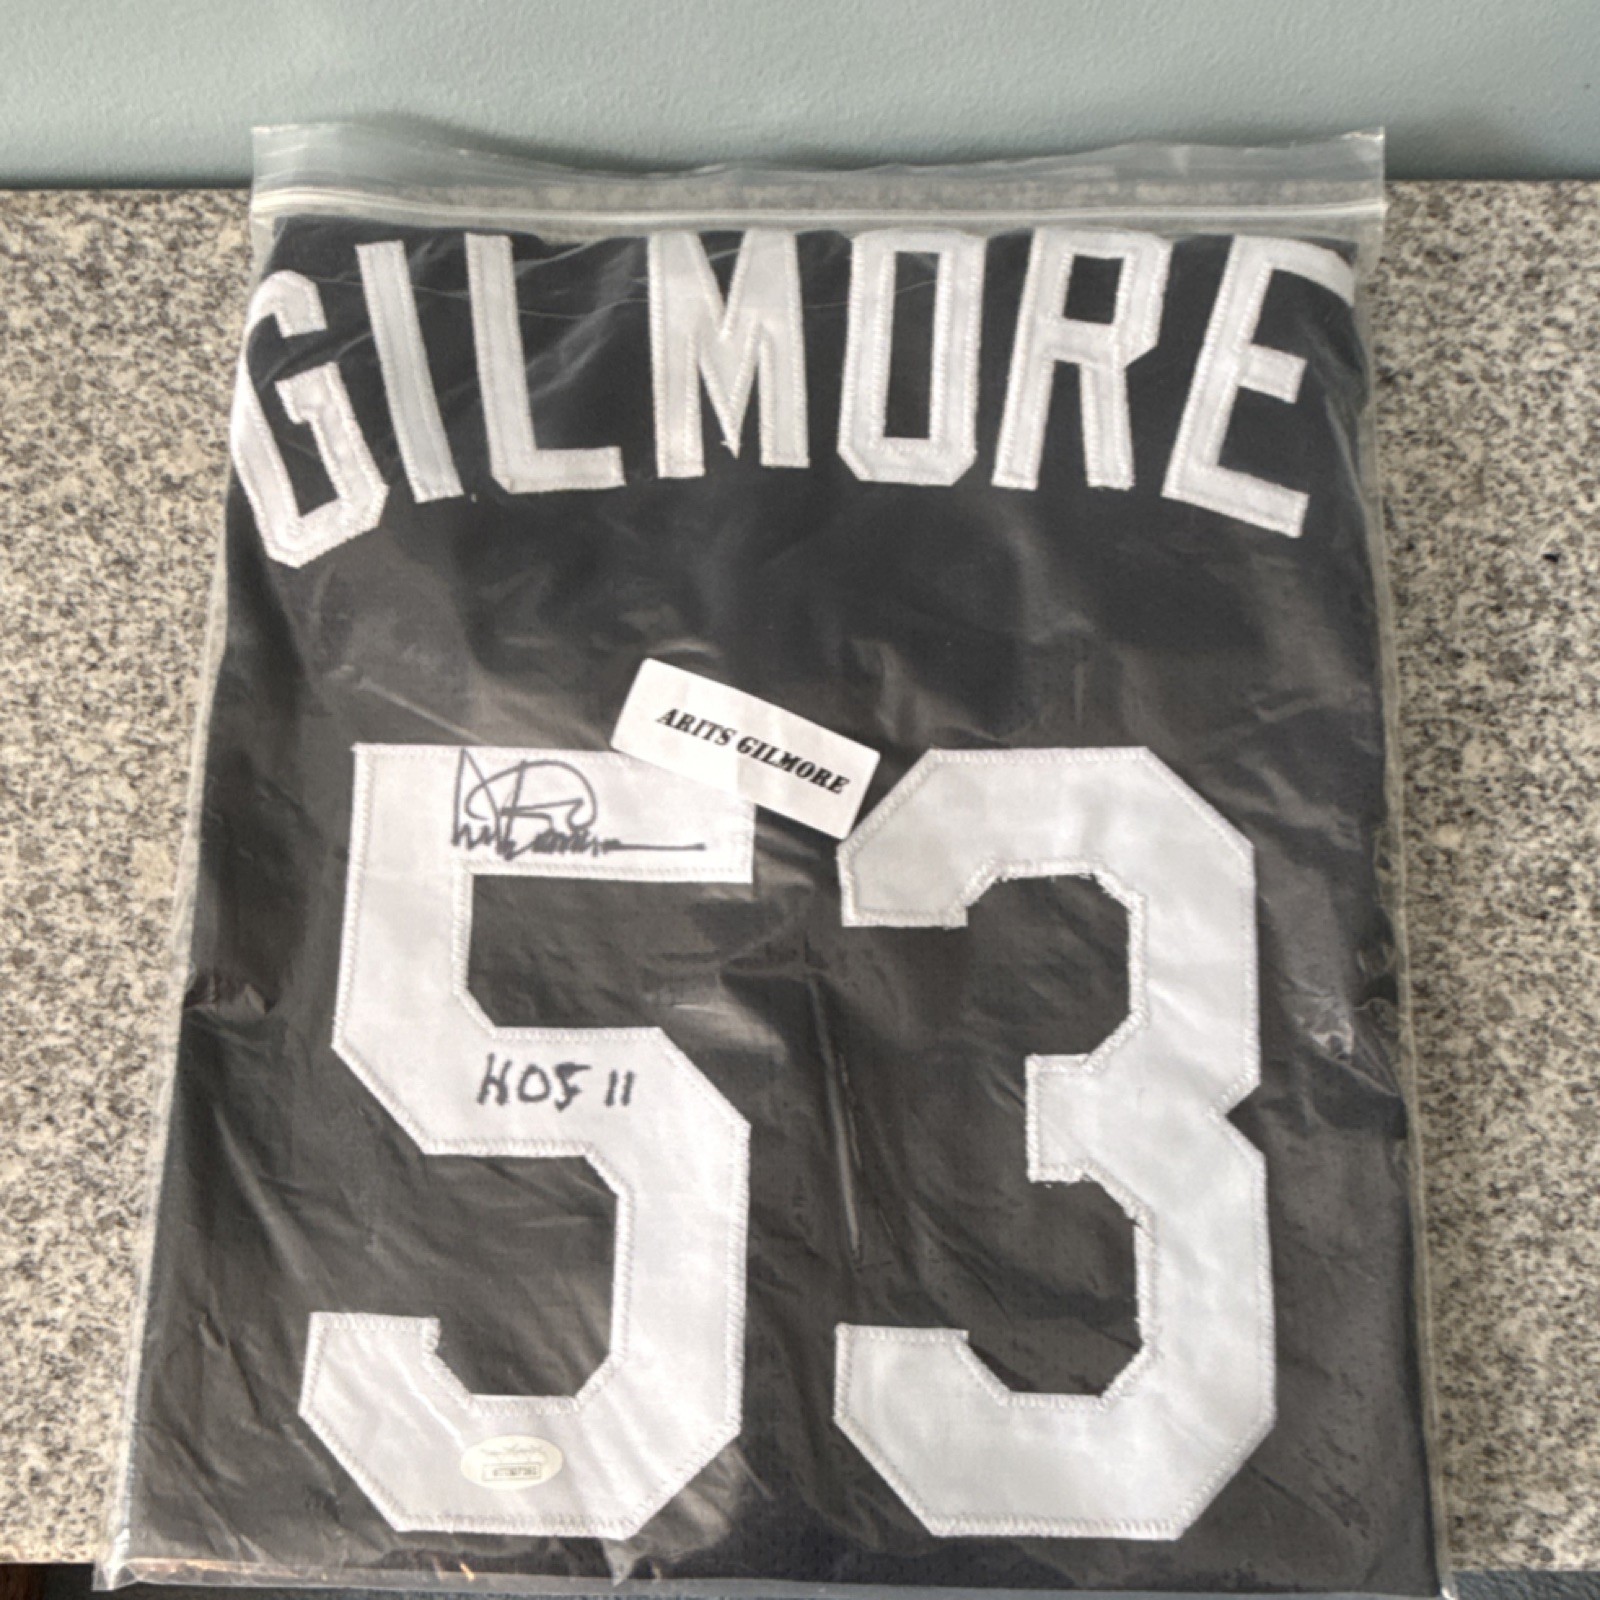 GILMORE
ARITS GILMORE
53
HOF 11